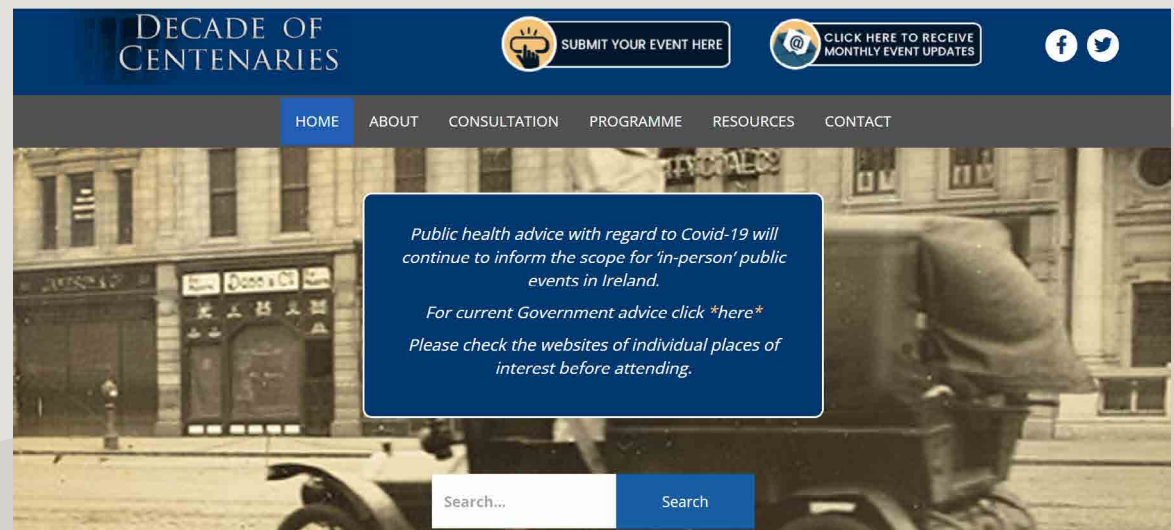 DECADE OF
CENTENARIES
SUBMIT YOUR EVENT HERE
CLICK HERE TO RECEIVE
MONTHLY EVENT UPDATES
HOME ABOUT CONSULTATION PROGRAMME RESOURCES CONTACT
Public health advice with regard to Covid-19 will
continue to inform the scope for 'in-person' public
events in Ireland.
For current Government advice click *here*
Please check the websites of individual places of
interest before attending.
Search... Search